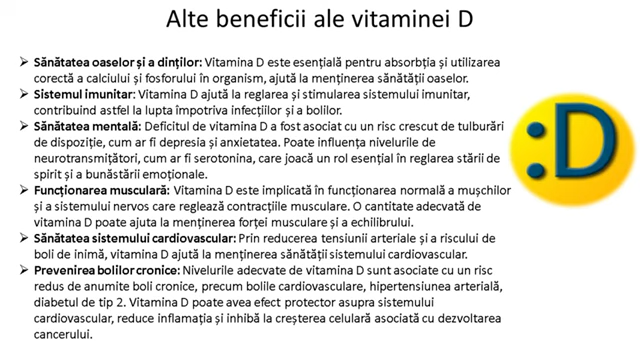 Alte beneficii ale vitaminei D
➢ Sănătatea oaselor și a dinților: Vitamina D este esențială pentru absorbția și utilizarea
corectă a calciului și fosforului în organism, ajută la menținerea sănătății oaselor.
➢ Sistemul imunitar: Vitamina D ajută la reglarea și stimularea sistemului imunitar,
contribuind astfel la lupta împotriva infecțiilor și a bolilor.
➢ Sănătatea mentală: Deficitul de vitamina D a fost asociat cu un risc crescut de tulburări
de dispoziție, cum ar fi depresia și anxietatea. Poate influența nivelurile de
neurotransmițători, cum ar fi serotonina, care joacă un rol esențial în reglarea stării de
spirit și a bunăstării emoționale.
➢ Funcționarea musculară: Vitamina D este implicată în funcționarea normală a mușchilor
și a sistemului nervos care reglează contracțiile musculare. O cantitate adecvată de
vitamina D poate ajuta la menținerea forței musculare și a echilibrului.
➢ Sănătatea sistemului cardiovascular: Prin reducerea tensiunii arteriale și a riscului de
boli de inimă, vitamina D ajută la menținerea sănătății sistemului cardiovascular.
➢ Prevenirea bolilor cronice: Nivelurile adecvate de vitamina D sunt asociate cu un risc
redus de anumite boli cronice, precum bolile cardiovasculare, hipertensiunea arterială,
diabetul de tip 2. Vitamina D poate avea efect protector asupra sistemului
cardiovascular, reduce inflamația și inhibă la creșterea celulară asociată cu dezvoltarea
cancerului.
:D